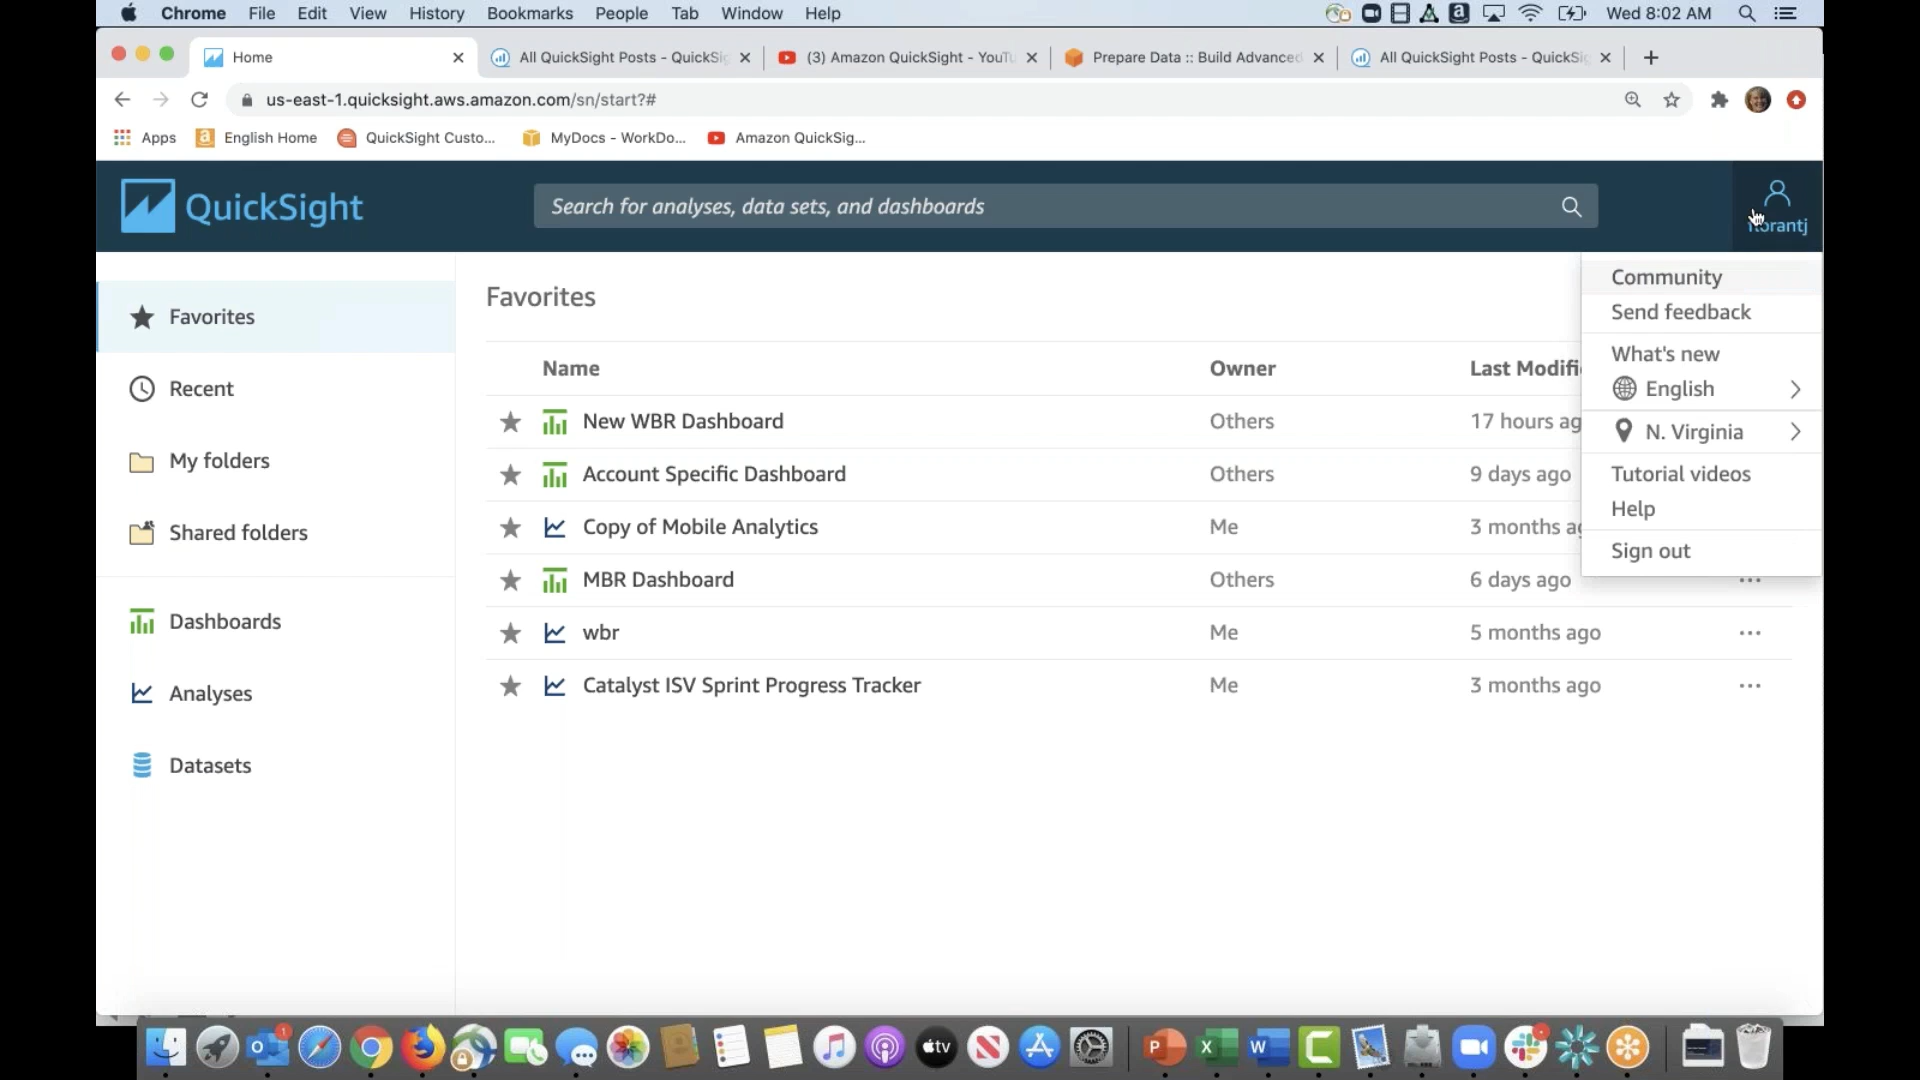 Chrome File Edit View History Bookmarks People Tab Window Help Wed 8:02 AM
Home All QuickSight Posts - QuickSig (3) Amazon QuickSight - YouTu Prepare Data :: Build Advanced All QuickSight Posts - QuickSig
us-east-1.quicksight.aws.amazon.com/sn/start?#
Apps English Home QuickSight Custo... MyDocs - WorkDo... Amazon QuickSig...
QuickSight
Search for analyses, data sets, and dashboards
Favorites
Recent
My folders
Shared folders
Dashboards
Analyses
Datasets
Favorites
Name Owner Last Modifi
New WBR Dashboard Others 17 hours ag
Account Specific Dashboard Others 9 days ago
Copy of Mobile Analytics Me 3 months ag
MBR Dashboard Others 6 days ago
wbr Me 5 months ago
Catalyst ISV Sprint Progress Tracker Me 3 months ago
Community
Send feedback
What's new
English
N. Virginia
Tutorial videos
Help
Sign out
1
tv
P X W